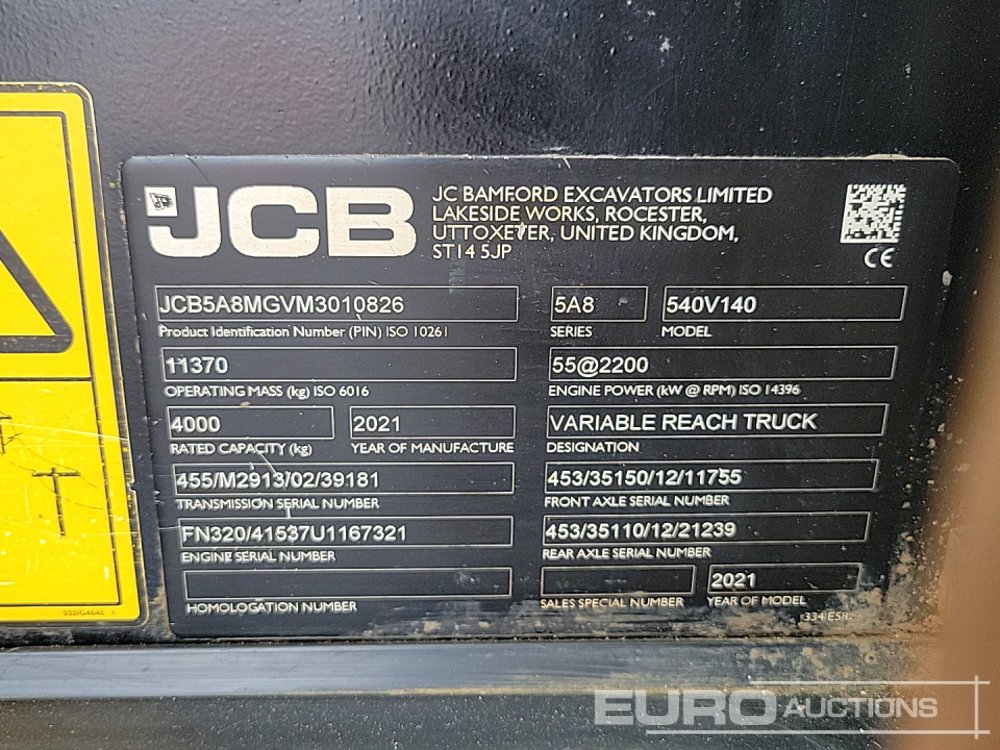 JCB
JC BAMFORD EXCAVATORS LIMITED
LAKESIDE WORKS, ROCESTER,
UTTOXETER, UNITED KINGDOM,
ST14 5JP
CE
JCB5A8MGVM3010826
Product Identification Number (PIN) ISO 10261
5A8
SERIES
540V140
MODEL
11370
OPERATING MASS (kg) ISO 6016
55@2200
ENGINE POWER (kW @ RPM) ISO 14396
4000
RATED CAPACITY (kg)
2021
YEAR OF MANUFACTURE
VARIABLE REACH TRUCK
DESIGNATION
455/M2913/02/39181
TRANSMISSION SERIAL NUMBER
453/35150/12/11755
FRONT AXLE SERIAL NUMBER
FN320/41537U1167321
ENGINE SERIAL NUMBER
453/35110/12/21239
REAR AXLE SERIAL NUMBER
HOMOLOGATION NUMBER
SALES SPECIAL NUMBER
2021
YEAR OF MODEL
EURO AUCTIONS